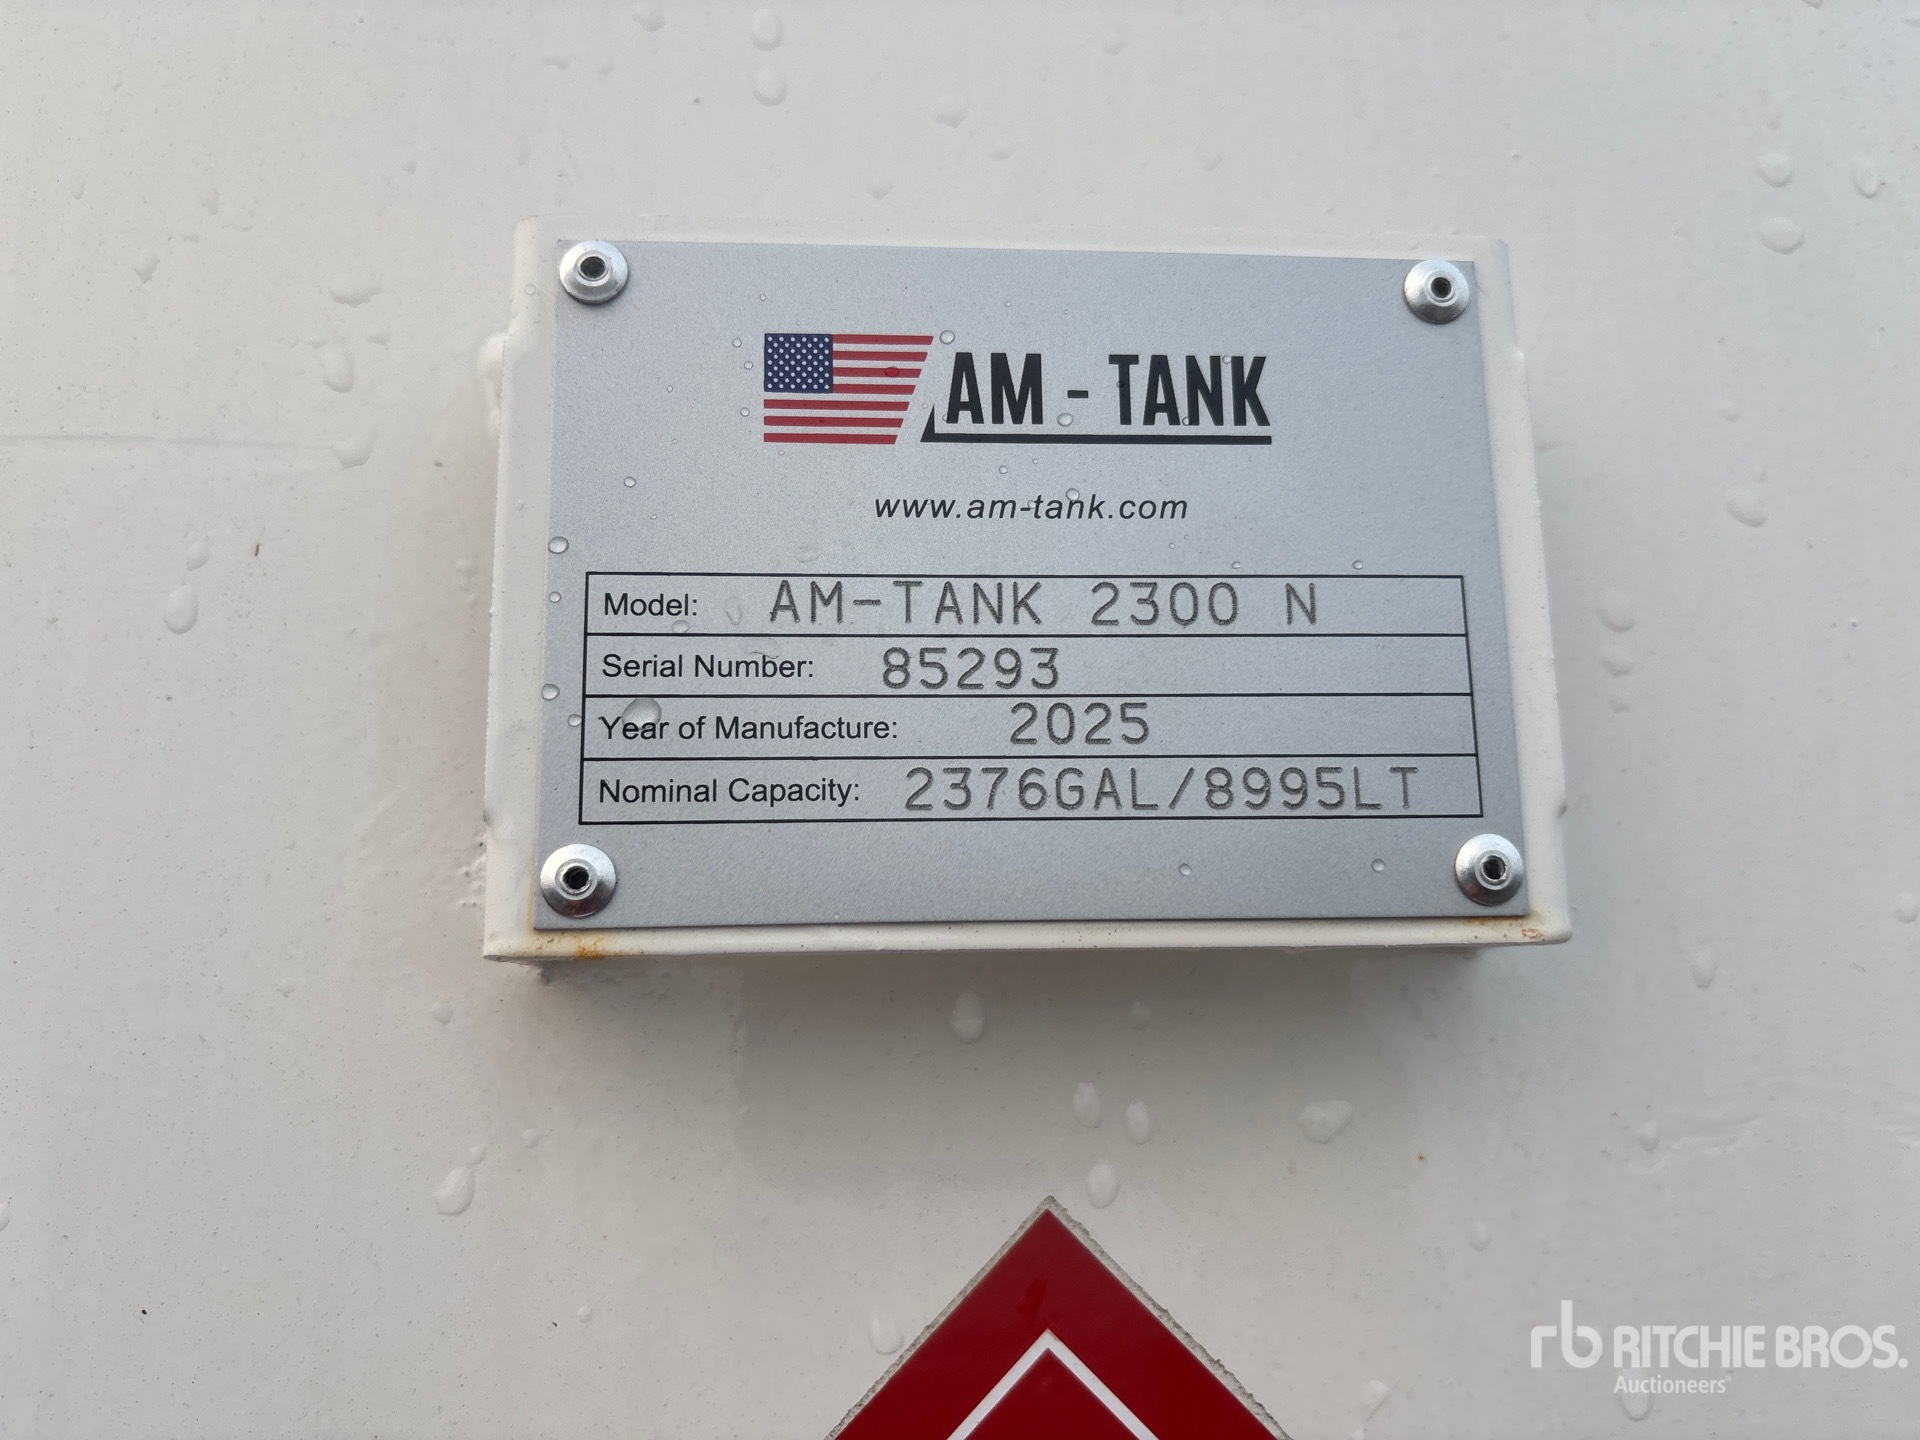 AM - TANK
www.am-tank.com
Model: AM-TANK 2300 N
Serial Number: 85293
Year of Manufacture: 2025
Nominal Capacity: 2376GAL/8995LT
rb RITCHIE BROS.
Auctioneers